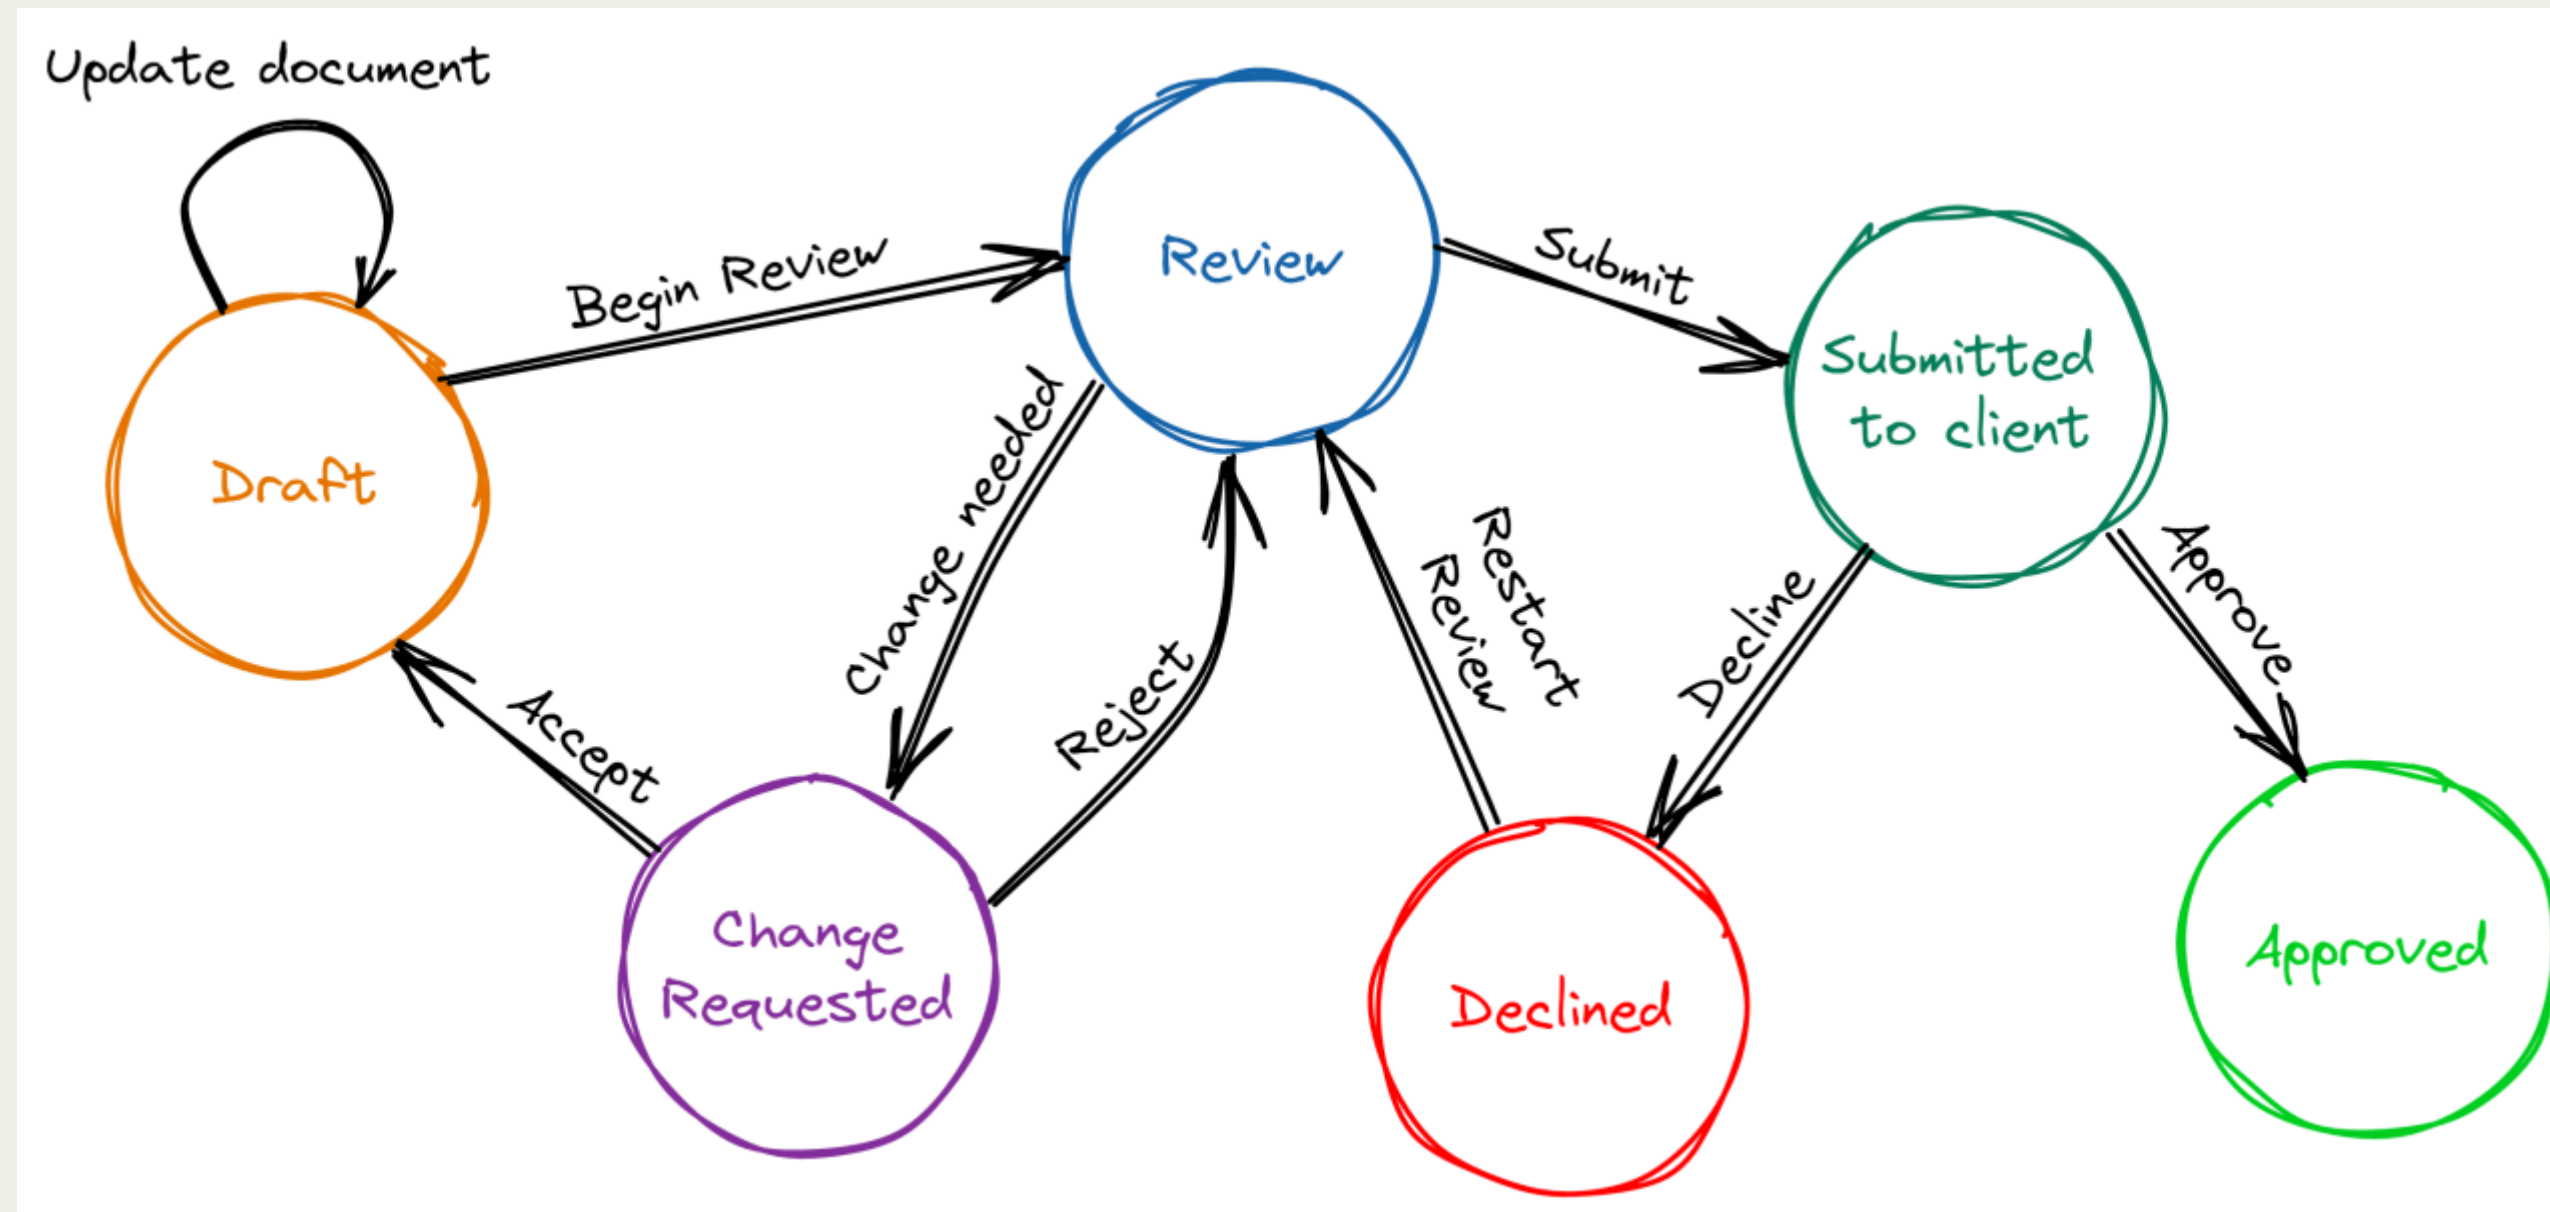 Update document
Begin Review
Review
Submit
Submitted
to client
Draft
Change needed
Reject
Restart
Review
Decline
Approve
Accept
Change
Requested
Declined
Approved